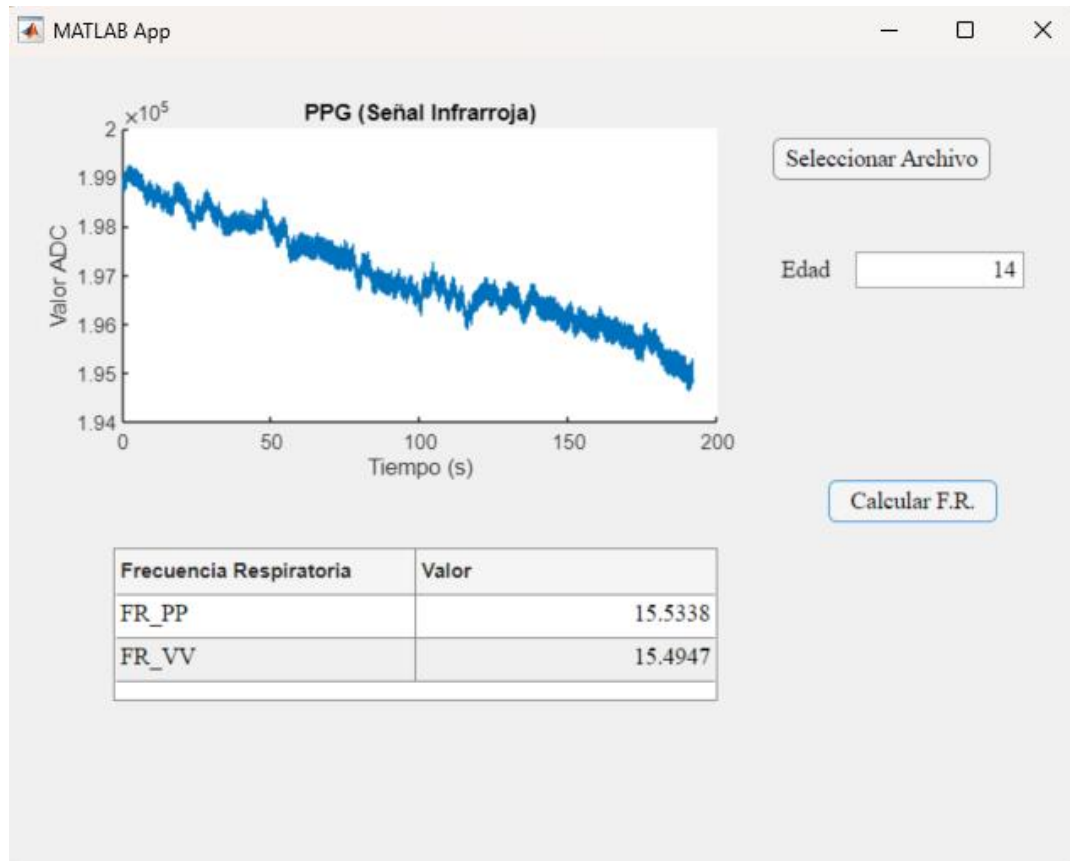 MATLAB App
PPG (Señal Infrarroja)
×10⁵
2
1.99
1.98
1.97
1.96
1.95
1.94
Valor ADC
0 50 100 150 200
Tiempo (s)
Seleccionar Archivo
Edad 14
Calcular F.R.
Frecuencia Respiratoria Valor
FR_PP 15.5338
FR_VV 15.4947